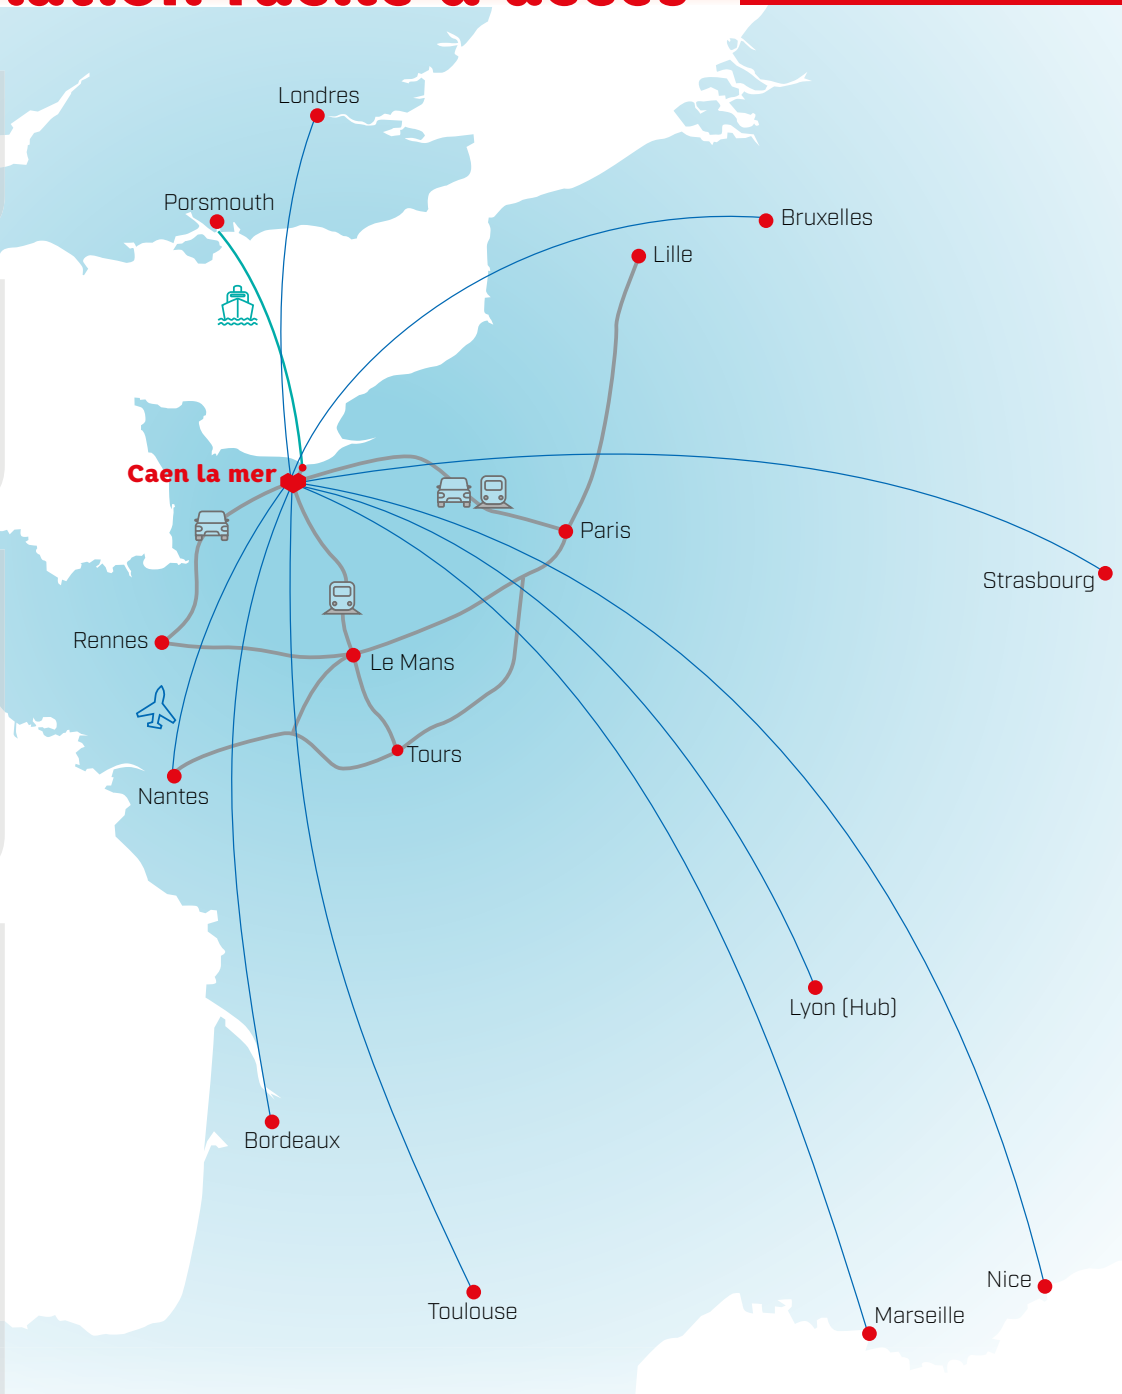 Londres
Porsmouth
Bruxelles
Lille
Caen la mer
Paris
Strasbourg
Rennes
Le Mans
Tours
Nantes
Lyon (Hub)
Bordeaux
Nice
Toulouse
Marseille